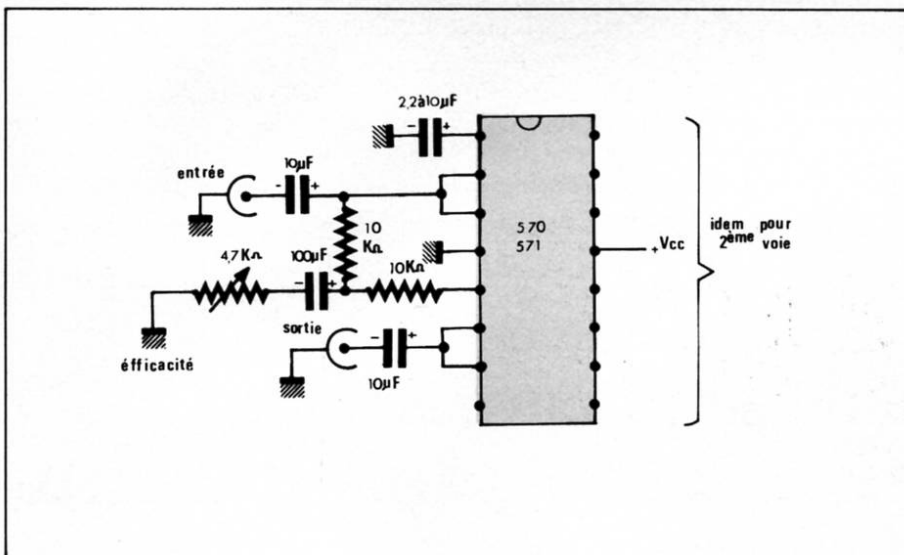 2,2à10µF
- +
entrée
10µF
- +
10
KΩ
570
571
idem pour
2ème voie
+Vcc
4,7KΩ
100µF
- +
10KΩ
sortie
- +
10µF
éfficacité